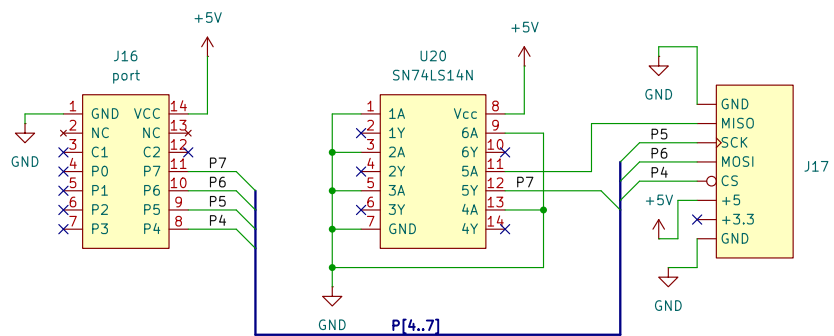 +5V
J16
port
1 GND VCC 14
2 NC NC 13
3 C1 C2 12
4 P0 P7 11 P7
5 P1 P6 10 P6
6 P2 P5 9 P5
7 P3 P4 8 P4
GND
+5V
U20
SN74LS14N
1 1A Vcc 8
2 1Y 6A 9
3 2A 6Y 10
4 2Y 5A 11
5 3A 5Y 12 P7
6 3Y 4A 13
7 GND 4Y 14
GND
P[4..7]
GND
GND
MISO
P5 SCK
P6 MOSI
P4 CS
+5
+3.3
GND
J17
+5V
GND